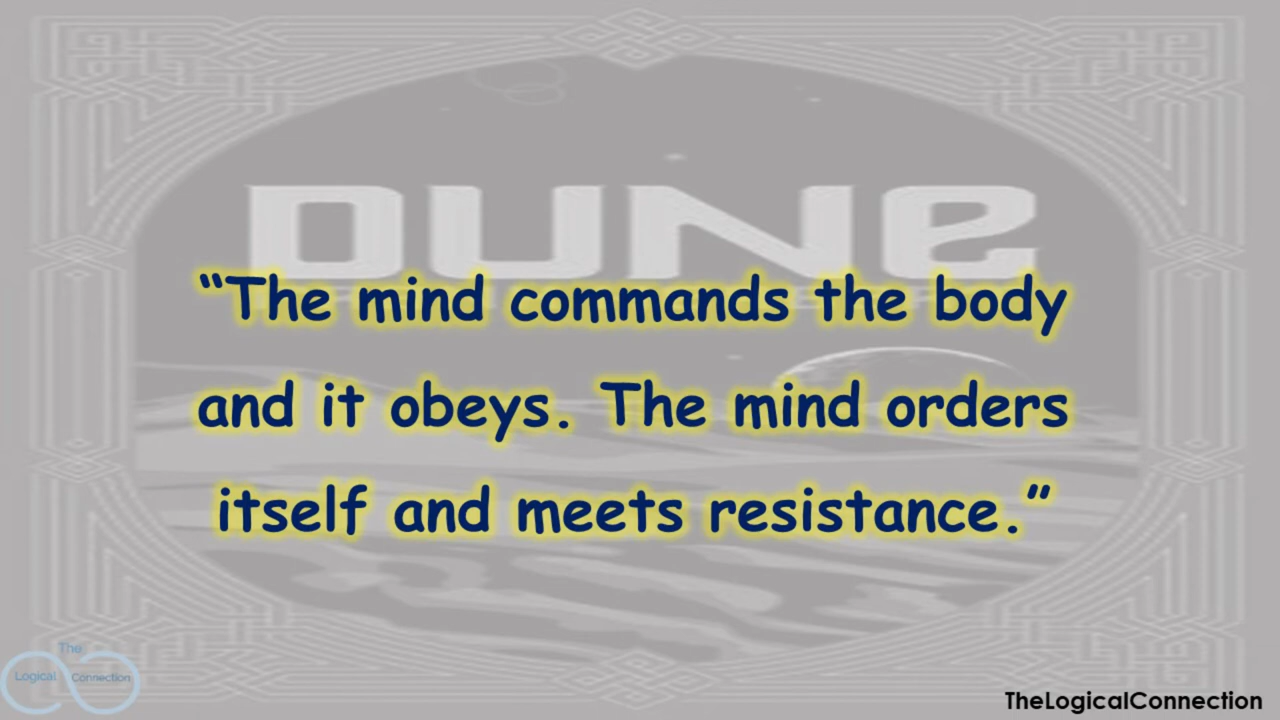 DUNE
“The mind commands the body
and it obeys. The mind orders
itself and meets resistance.”
The
Logical Connection
TheLogicalConnection